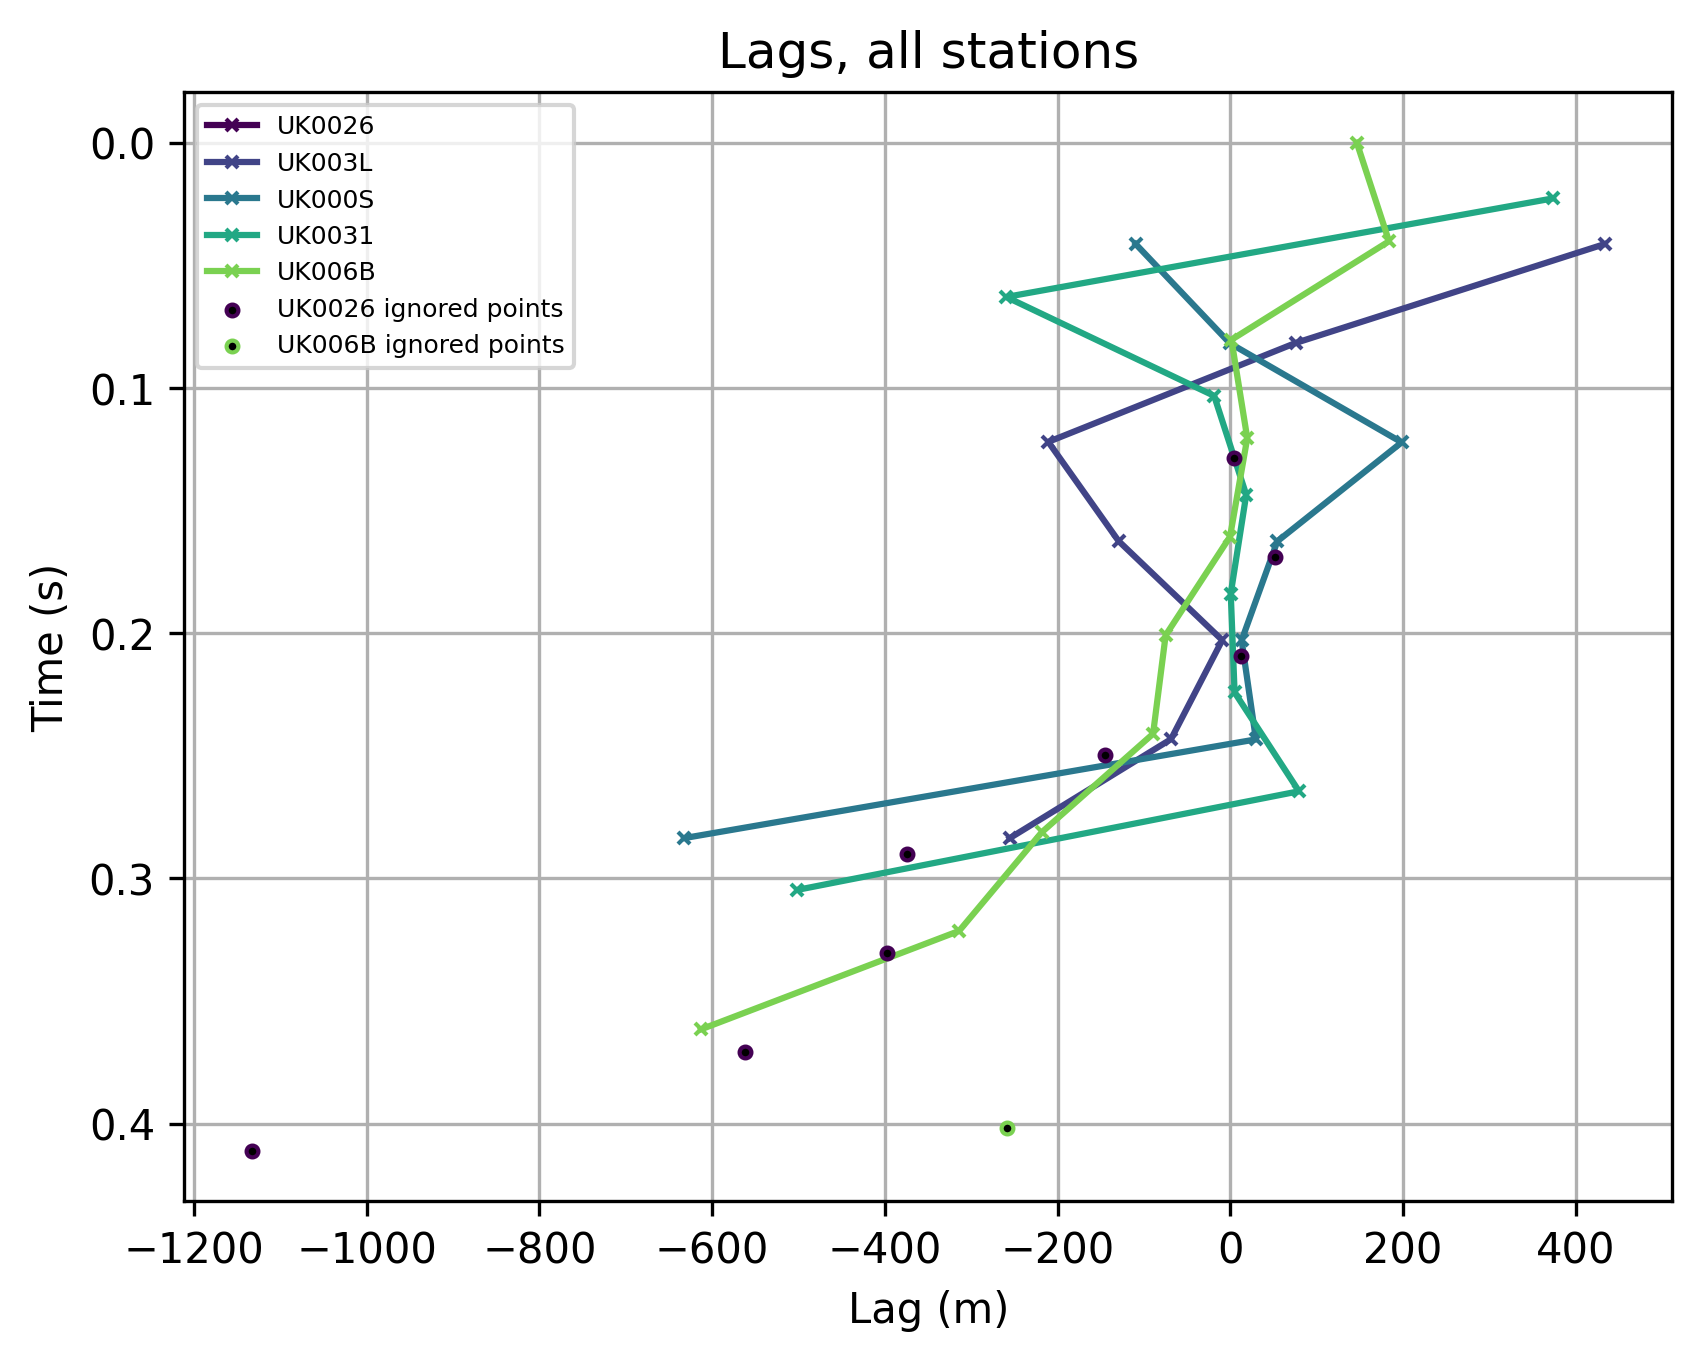 Lags, all stations
UK0026
UK003L
UK000S
UK0031
UK006B
UK0026 ignored points
UK006B ignored points
0.0
0.1
0.2
0.3
0.4
Time (s)
−1200 −1000 −800 −600 −400 −200 0 200 400
Lag (m)